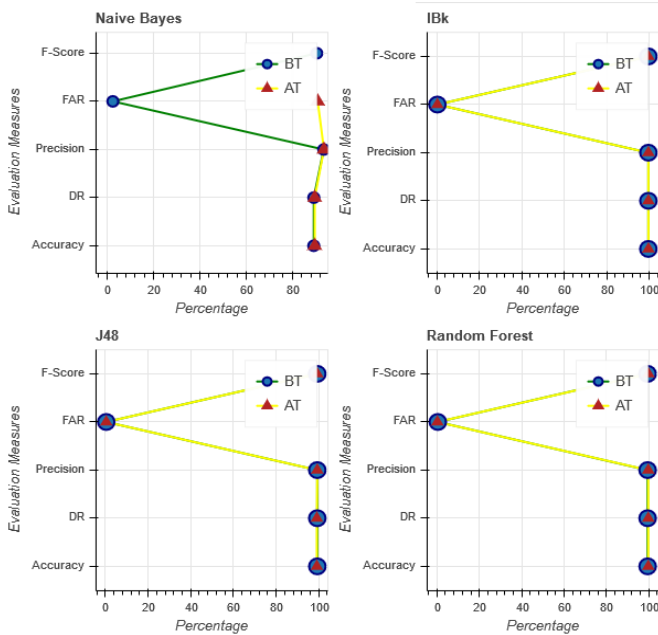 Naive Bayes
F-Score
FAR
Precision
DR
Accuracy
BT
AT
0 20 40 60 80
Percentage
Evaluation Measures
IBk
F-Score
FAR
Precision
DR
Accuracy
BT
AT
0 20 40 60 80 100
Percentage
Evaluation Measures
J48
F-Score
FAR
Precision
DR
Accuracy
BT
AT
0 20 40 60 80 100
Percentage
Evaluation Measures
Random Forest
F-Score
FAR
Precision
DR
Accuracy
BT
AT
0 20 40 60 80 100
Percentage
Evaluation Measures